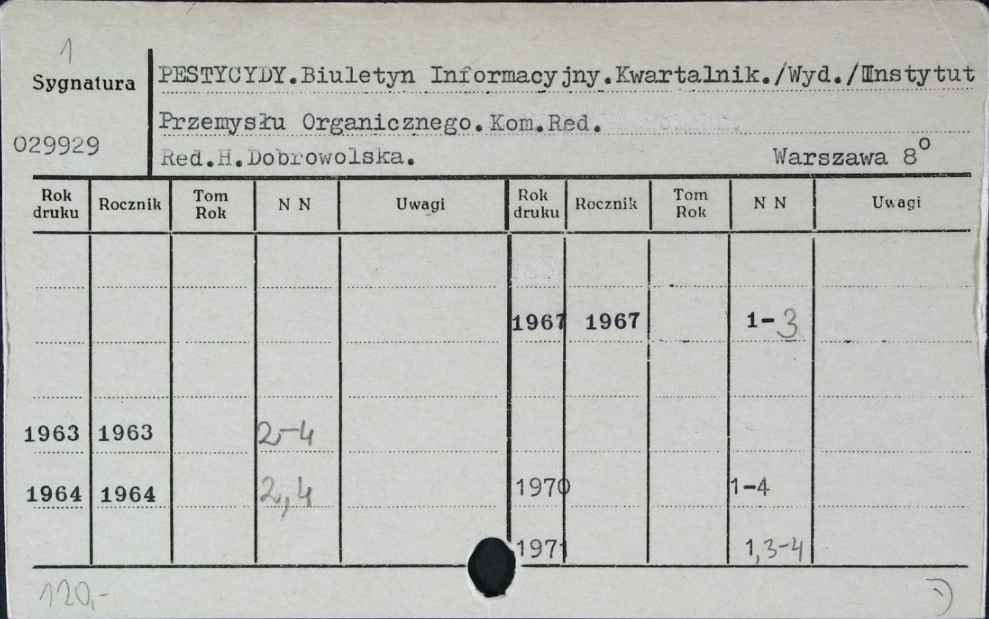 1
Sygnatura
PESTYCYDY.Biuletyn Informacyjny.Kwartalnik./Wyd./Instytut
Przemysłu Organicznego.Kom.Red.
029929
Red.H.Dobrowolska. Warszawa 8°
Rok druku Rocznik Tom Rok N N Uwagi Rok druku Rocznik Tom Rok N N Uwagi
1967 1967 1-3
1963 1963 2-4
1964 1964 2,4 1970 1-4
1971 1,3-4
120,-